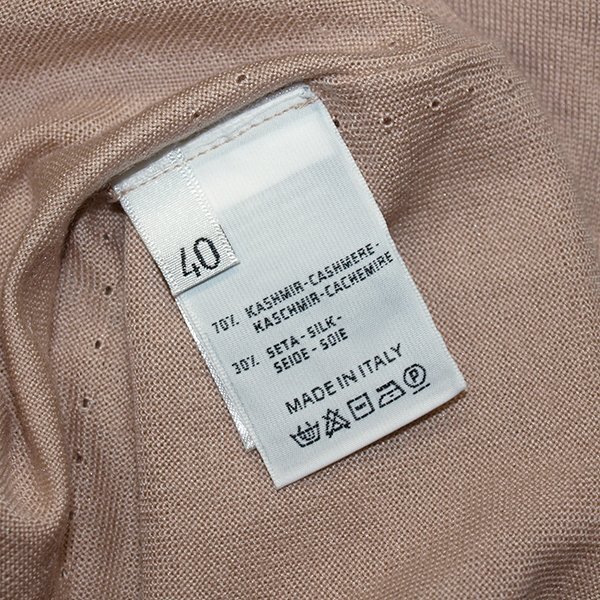 40
70% KASHMIR-CASHMERE-
KASCHMIR-CACHEMIRE
30% SETA-SILK-
SEIDE-SOIE
MADE IN ITALY
P